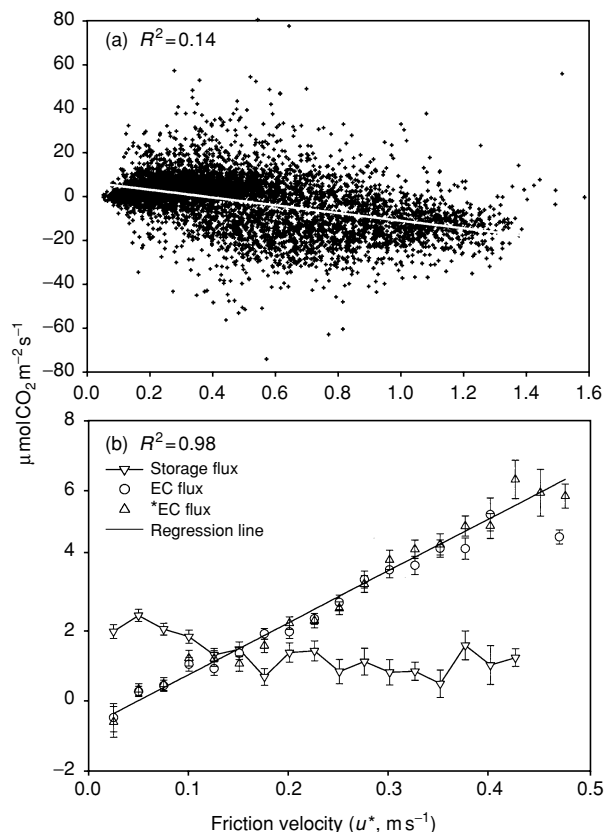 (a) R²=0.14
80
60
40
20
0
−20
−40
−60
−80
0.0 0.2 0.4 0.6 0.8 1.0 1.2 1.4 1.6
μmol CO₂ m⁻² s⁻¹
(b) R²=0.98
Storage flux
EC flux
*EC flux
Regression line
8
6
4
2
0
−2
0.0 0.1 0.2 0.3 0.4 0.5
Friction velocity (u*, m s⁻¹)